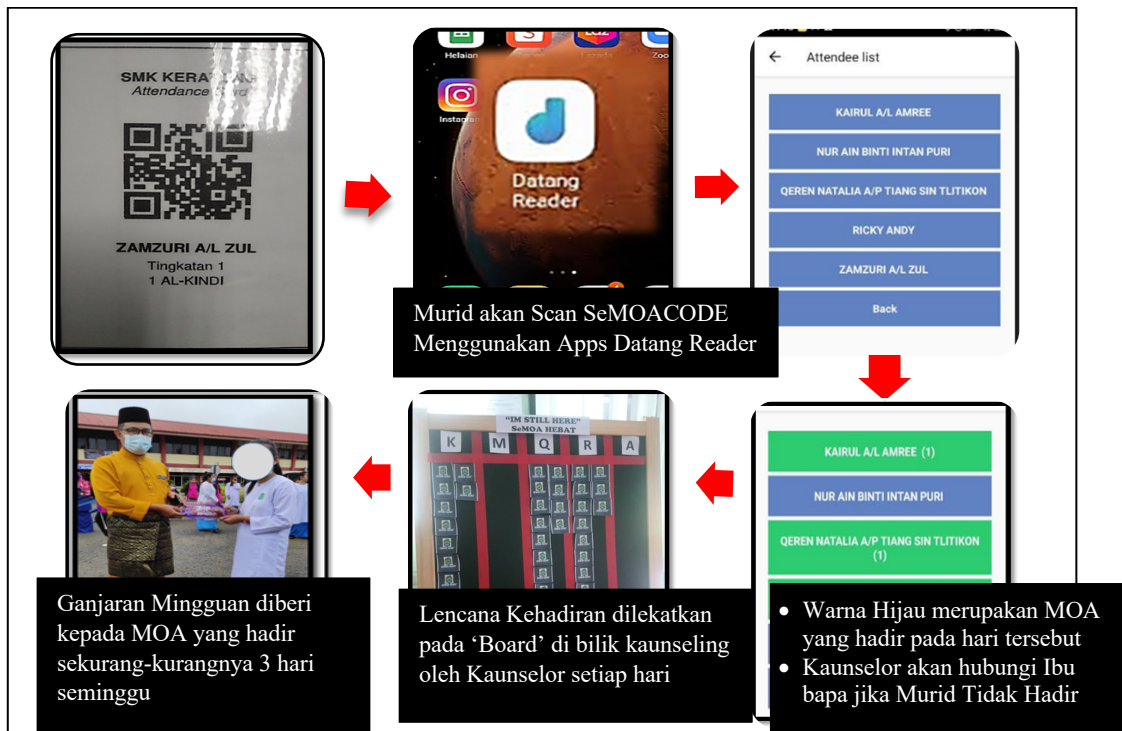 SMK KERATONG
Attendance Card
ZAMZURI A/L ZUL
Tingkatan 1
1 AL-KINDI
Helaian
Zoo
Instagram
Datang
Reader
Murid akan Scan SeMOACODE
Menggunakan Apps Datang Reader
Attendee list
KAIRUL A/L AMREE
NUR AIN BINTI INTAN PURI
QEREN NATALIA A/P TIANG SIN TLITIKON
RICKY ANDY
ZAMZURI A/L ZUL
Back
KAIRUL A/L AMREE (1)
NUR AIN BINTI INTAN PURI
QEREN NATALIA A/P TIANG SIN TLITIKON
(1)
• Warna Hijau merupakan MOA
yang hadir pada hari tersebut
• Kaunselor akan hubungi Ibu
bapa jika Murid Tidak Hadir
"IM STILL HERE"
SeMOA HEBAT
K M Q R A
Lencana Kehadiran dilekatkan
pada ‘Board’ di bilik kaunseling
oleh Kaunselor setiap hari
Ganjaran Mingguan diberi
kepada MOA yang hadir
sekurang-kurangnya 3 hari
seminggu